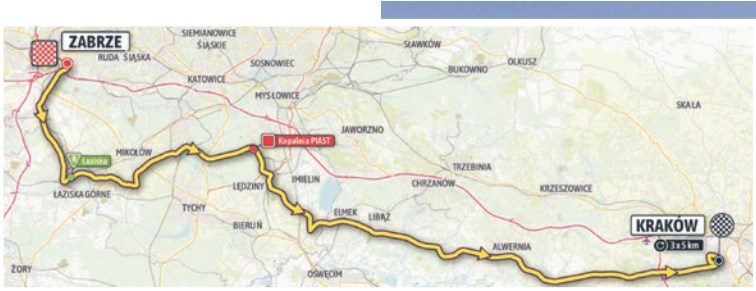 ZABRZE
SIEMIANOWICE
ŚLĄSKIE
RUDA ŚLĄSKA
SOSNOWIEC
KATOWICE
MYSŁOWICE
SŁAWKÓW
BUKOWNO
OLKUSZ
SKAŁA
JAWORZNO
Kopalnia PIAST
MIKOŁÓW
Łaziska
ŁAZISKA GÓRNE
LĘDZINY
IMIELIN
TRZEBINIA
CHRZANÓW
KRZESZOWICE
TYCHY
BIERUŃ
EŁMEK
LIBIĄŻ
KRAKÓW
3 x 5 km
ALWERNIA
ŻORY
OŚWIĘCIM